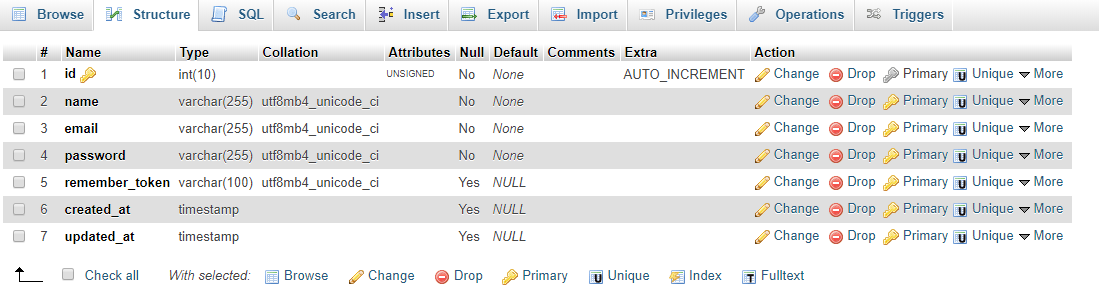 Browse Structure SQL Search Insert Export Import Privileges Operations Triggers
# Name Type Collation Attributes Null Default Comments Extra Action
1 id int(10) UNSIGNED No None AUTO_INCREMENT Change Drop Primary Unique More
2 name varchar(255) utf8mb4_unicode_ci No None Change Drop Primary Unique More
3 email varchar(255) utf8mb4_unicode_ci No None Change Drop Primary Unique More
4 password varchar(255) utf8mb4_unicode_ci No None Change Drop Primary Unique More
5 remember_token varchar(100) utf8mb4_unicode_ci Yes NULL Change Drop Primary Unique More
6 created_at timestamp Yes NULL Change Drop Primary Unique More
7 updated_at timestamp Yes NULL Change Drop Primary Unique More
Check all With selected: Browse Change Drop Primary Unique Index Fulltext